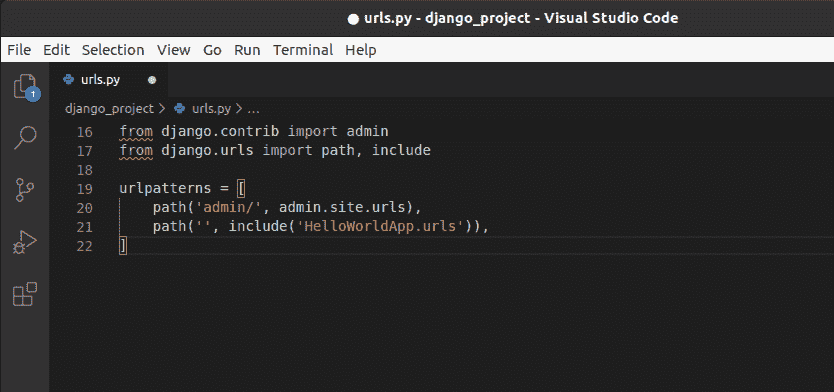 ● urls.py - django_project - Visual Studio Code
File Edit Selection View Go Run Terminal Help
1
urls.py ●
django_project > urls.py > ...
16 from django.contrib import admin
17 from django.urls import path, include
18
19 urlpatterns = [
20     path('admin/', admin.site.urls),
21     path('', include('HelloWorldApp.urls')),
22 ]